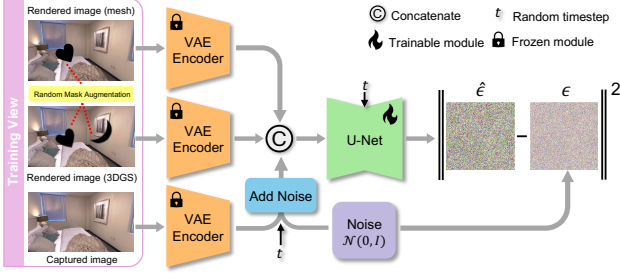 Training View
Rendered image (mesh)
Random Mask Augmentation
Rendered image (3DGS)
Captured image
VAE
Encoder
VAE
Encoder
VAE
Encoder
C
Add Noise
t
t
U-Net
Noise
𝒩(0, I)
C Concatenate
t Random timestep
Trainable module
Frozen module
ϵ̂
ϵ
-
2